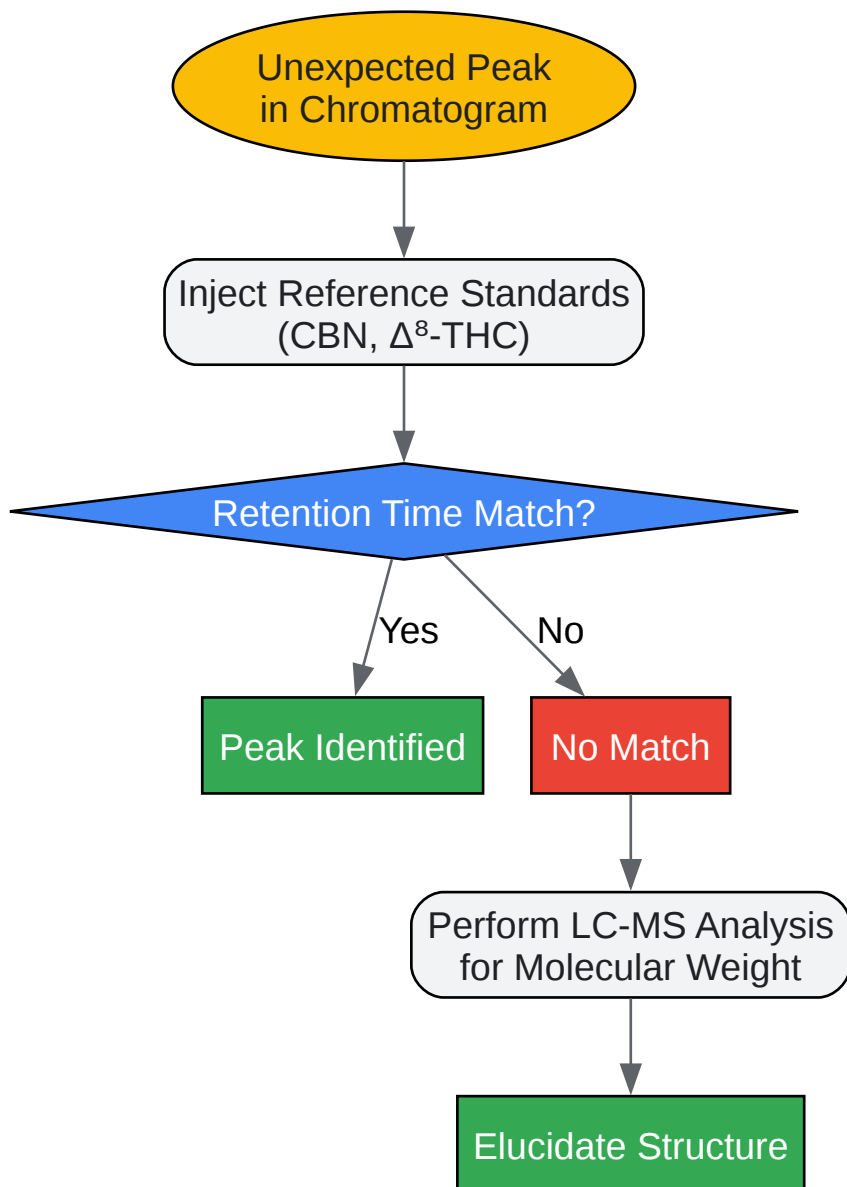 Unexpected Peak
in Chromatogram
Inject Reference Standards
(CBN, Δ⁸-THC)
Retention Time Match?
Yes
No
Peak Identified
No Match
Perform LC-MS Analysis
for Molecular Weight
Elucidate Structure